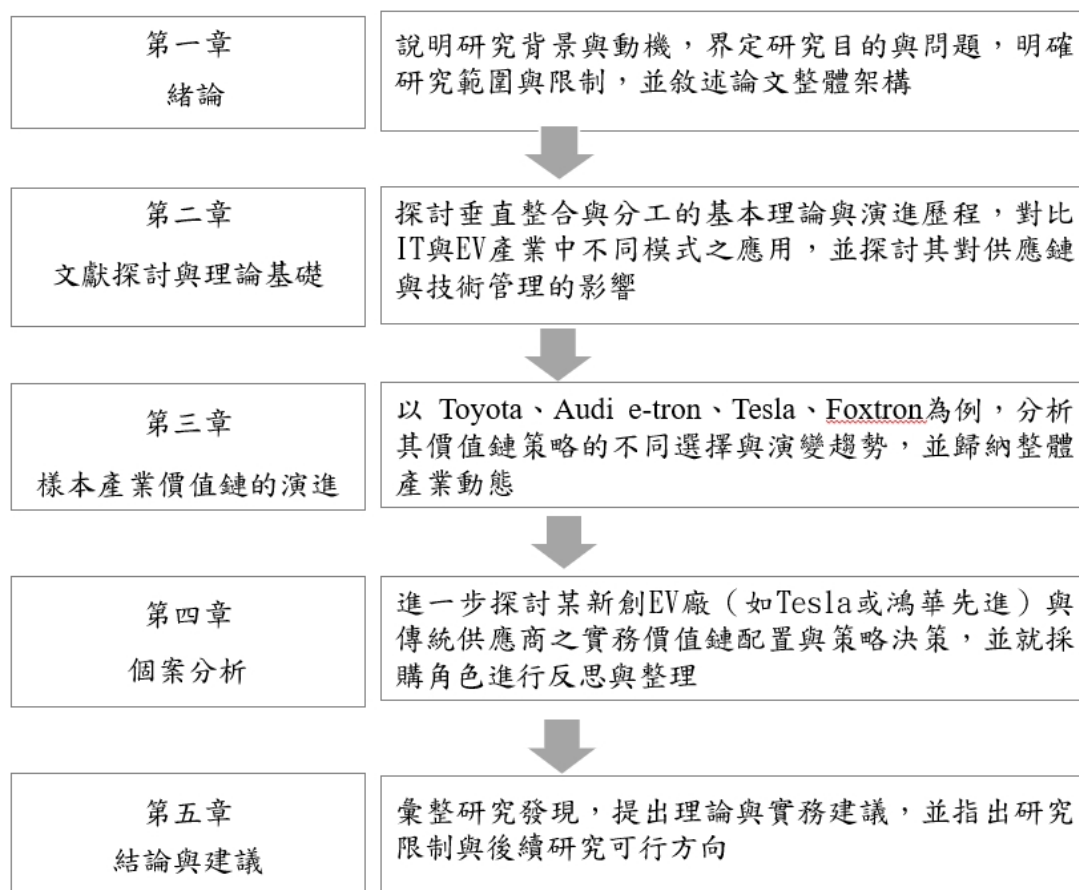 第一章
緒論
說明研究背景與動機，界定研究目的與問題，明確
研究範圍與限制，並敘述論文整體架構
第二章
文獻探討與理論基礎
探討垂直整合與分工的基本理論與演進歷程，對比
IT與EV產業中不同模式之應用，並探討其對供應鏈
與技術管理的影響
第三章
樣本產業價值鏈的演進
以 Toyota、Audi e-tron、Tesla、Foxtron為例，分析
其價值鏈策略的不同選擇與演變趨勢，並歸納整體
產業動態
第四章
個案分析
進一步探討某新創EV廠（如Tesla或鴻華先進）與
傳統供應商之實務價值鏈配置與策略決策，並就採
購角色進行反思與整理
第五章
結論與建議
彙整研究發現，提出理論與實務建議，並指出研究
限制與後續研究可行方向